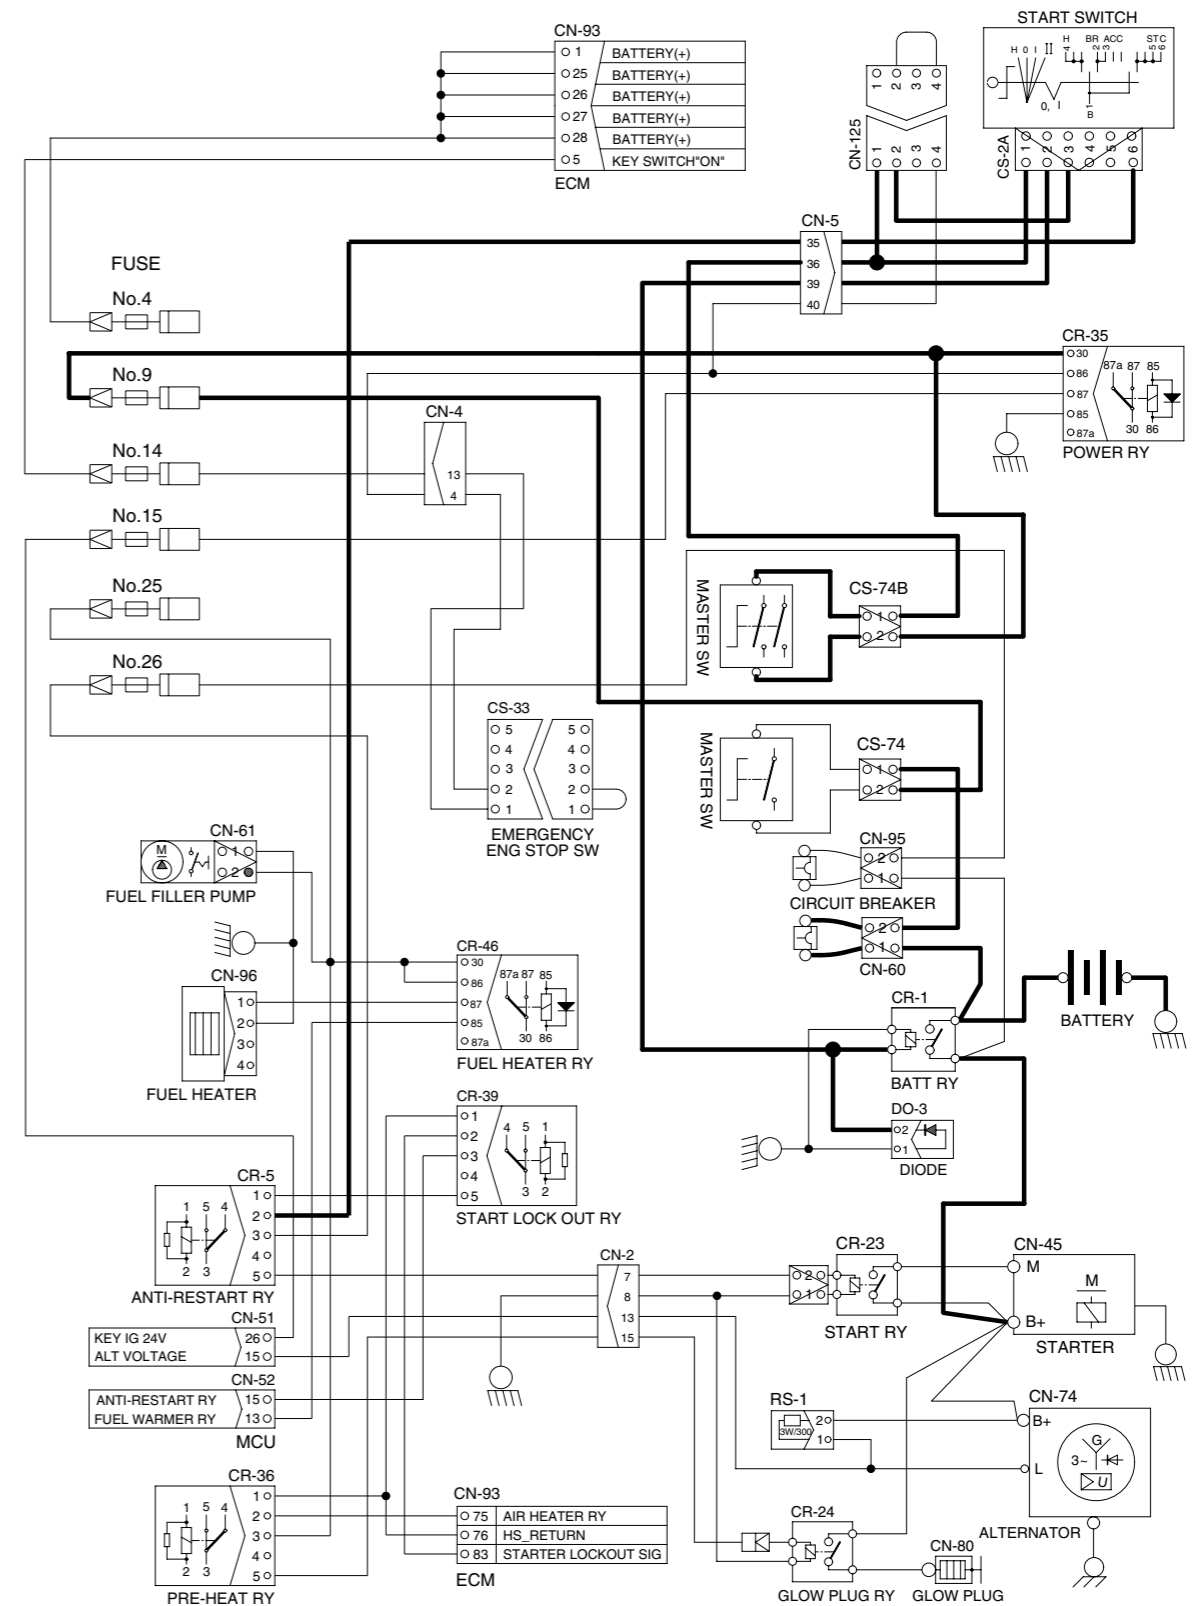 START SWITCH
CN-93
1 BATTERY(+)
25 BATTERY(+)
26 BATTERY(+)
27 BATTERY(+)
28 BATTERY(+)
5 KEY SWITCH"ON"
ECM
1 2 3 4
CN-125
1 2 3 4
H 0 I II
H BR ACC ST C
4 2 3 5 6
0, I
1
B
CS-2A
1 2 3 4 5 6
CN-5
35
36
39
40
FUSE
No.4
No.9
No.14
No.15
No.25
No.26
CR-35
30
86
87
85
87a
87a 87 85
30 86
POWER RY
CN-4
13
4
MASTER SW
CS-74B
1
2
MASTER SW
CS-74
1
2
CS-33
5 5
4 4
3 3
2 2
1 1
EMERGENCY
ENG STOP SW
CN-95
2
1
CIRCUIT BREAKER
2
1
CN-60
CN-61
M
1
2
FUEL FILLER PUMP
CN-96
1
2
3
4
FUEL HEATER
CR-46
30
86
87
85
87a
87a 87 85
30 86
FUEL HEATER RY
CR-1
BATT RY
BATTERY
DO-3
2
1
DIODE
CR-39
1
2
3
4
5
4 5 1
3 2
START LOCK OUT RY
CR-5
1 5 4
2 3
1
2
3
4
5
ANTI-RESTART RY
CN-51
KEY IG 24V 26
ALT VOLTAGE 15
CN-52
ANTI-RESTART RY 15
FUEL WARMER RY 13
MCU
CN-2
7
8
13
15
CR-23
2
1
START RY
CN-45
M
M
B+
STARTER
RS-1
3W/300
2
1
CN-74
B+
L
G
3~
U
ALTERNATOR
CR-36
1 5 4
2 3
1
2
3
4
5
PRE-HEAT RY
CN-93
75 AIR HEATER RY
76 HS_RETURN
83 STARTER LOCKOUT SIG
ECM
CR-24
GLOW PLUG RY
CN-80
GLOW PLUG